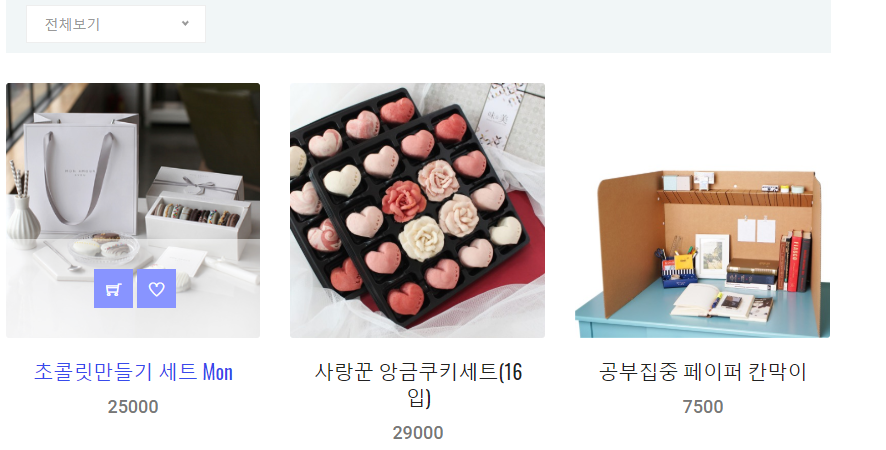 전체보기
초콜릿만들기 세트 Mon
25000
사랑꾼 앙금쿠키세트(16
입)
29000
공부집중 페이퍼 칸막이
7500